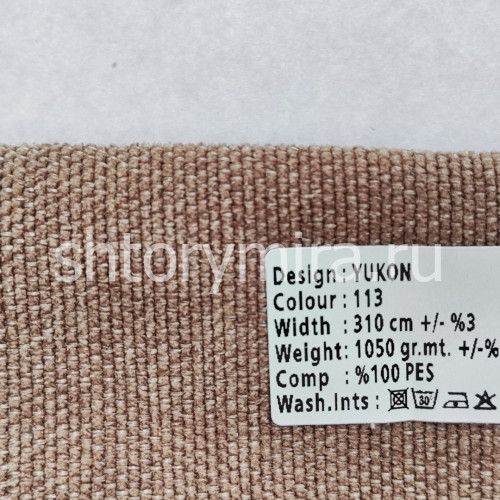 shtorymira.ru
Design : YUKON
Colour : 113
Width : 310 cm +/- %3
Weight: 1050 gr.mt. +/-%
Comp : %100 PES
Wash.Ints : 30°